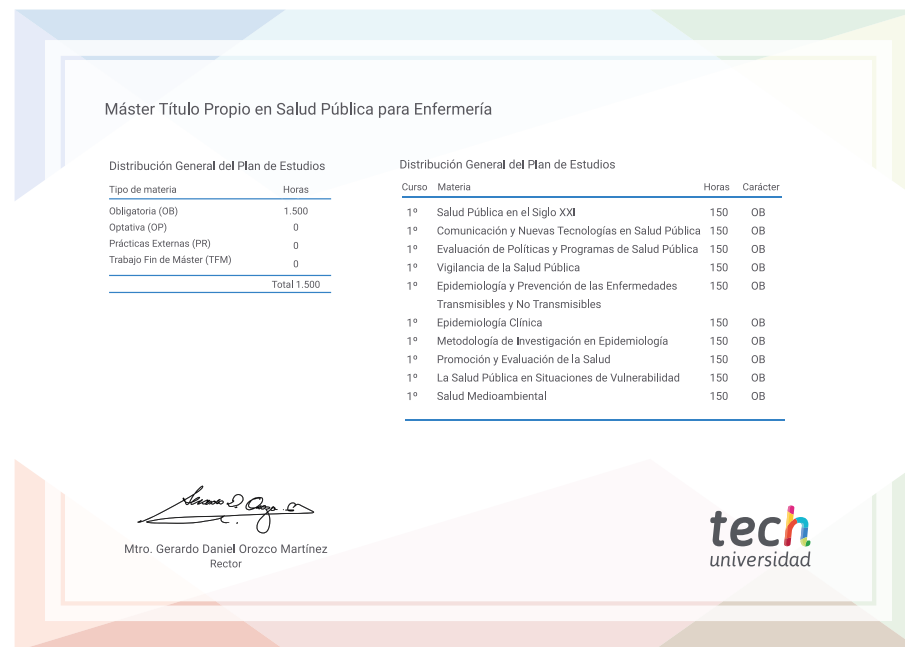 Máster Título Propio en Salud Pública para Enfermería
Distribución General del Plan de Estudios
Tipo de materia Horas
Obligatoria (OB) 1.500
Optativa (OP) 0
Prácticas Externas (PR) 0
Trabajo Fin de Máster (TFM) 0
Total 1.500
Distribución General del Plan de Estudios
Curso Materia Horas Carácter
1º Salud Pública en el Siglo XXI 150 OB
1º Comunicación y Nuevas Tecnologías en Salud Pública 150 OB
1º Evaluación de Políticas y Programas de Salud Pública 150 OB
1º Vigilancia de la Salud Pública 150 OB
1º Epidemiología y Prevención de las Enfermedades 150 OB
Transmisibles y No Transmisibles
1º Epidemiología Clínica 150 OB
1º Metodología de Investigación en Epidemiología 150 OB
1º Promoción y Evaluación de la Salud 150 OB
1º La Salud Pública en Situaciones de Vulnerabilidad 150 OB
1º Salud Medioambiental 150 OB
Mtro. Gerardo Daniel Orozco Martínez
Rector
tech
universidad